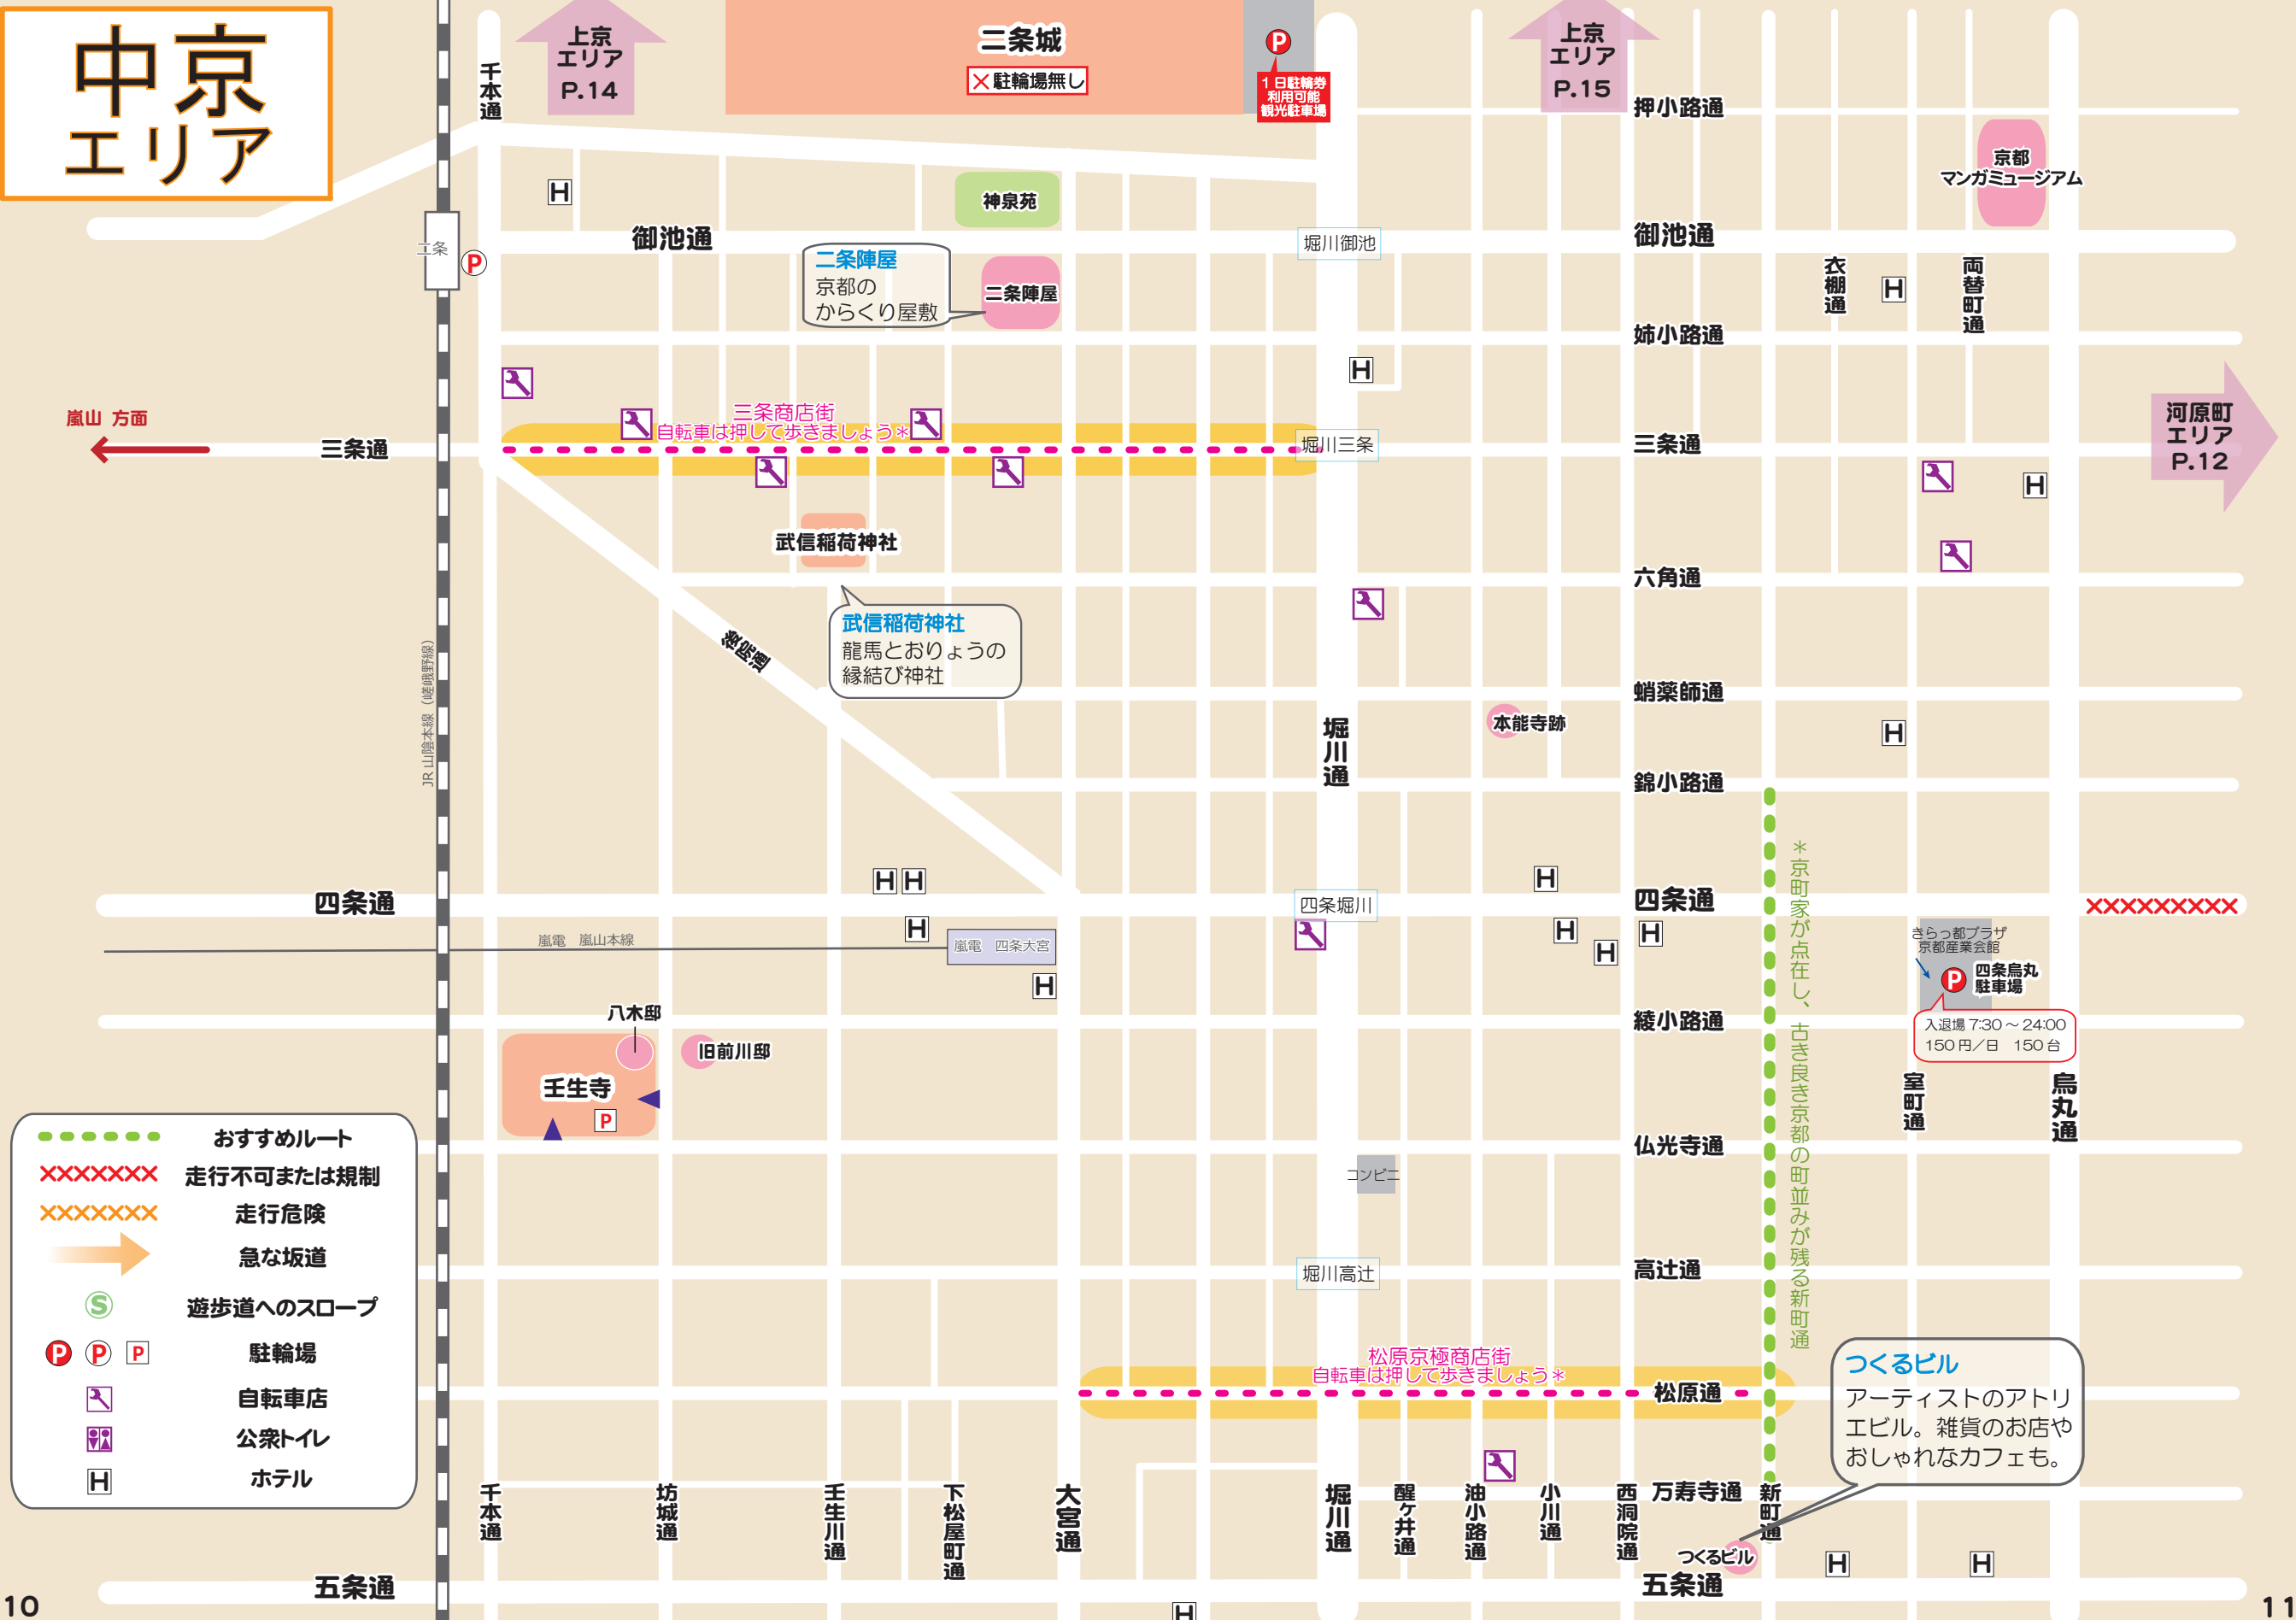 中京
エリア
千本通
上京
エリア
P.14
二条城
×駐輪場無し
P
1日駐輪券
利用可能
観光駐車場
上京
エリア
P.15
押小路通
京都
マンガミュージアム
H
神泉苑
御池通
堀川御池
御池通
二条
P
二条陣屋
京都の
からくり屋敷
二条陣屋
衣棚通
H
両替町通
姉小路通
H
嵐山 方面
三条通
三条商店街
自転車は押して歩きましょう*
堀川三条
三条通
河原町
エリア
P.12
H
武信稲荷神社
六角通
武信稲荷神社
龍馬とおりょうの
縁結び神社
後院通
JR山陰本線(嵯峨野線)
蛸薬師通
本能寺跡
堀川通
H
錦小路通
*京町家が点在し、古き良き京都の町並みが残る新町通
H
H
H
四条通
四条堀川
四条通
H
H
H
H
嵐電 嵐山本線
嵐電 四条大宮
H
きらっ都プラザ
京都産業会館
P
四条烏丸
駐車場
入退場 7:30~24:00
150円/日 150台
八木邸
旧前川邸
綾小路通
壬生寺
P
室町通
烏丸通
仏光寺通
コンビニ
おすすめルート
走行不可または規制
走行危険
急な坂道
S
遊歩道へのスロープ
P P P
駐輪場
自転車店
公衆トイレ
H
ホテル
堀川高辻
高辻通
松原京極商店街
自転車は押して歩きましょう*
松原通
つくるビル
アーティストのアトリ
エビル。雑貨のお店や
おしゃれなカフェも。
千本通
坊城通
壬生川通
下松屋町通
大宮通
堀川通
醒ヶ井通
油小路通
小川通
西洞院通
万寿寺通
新町通
つくるビル
H
H
五条通
五条通
H
10
11